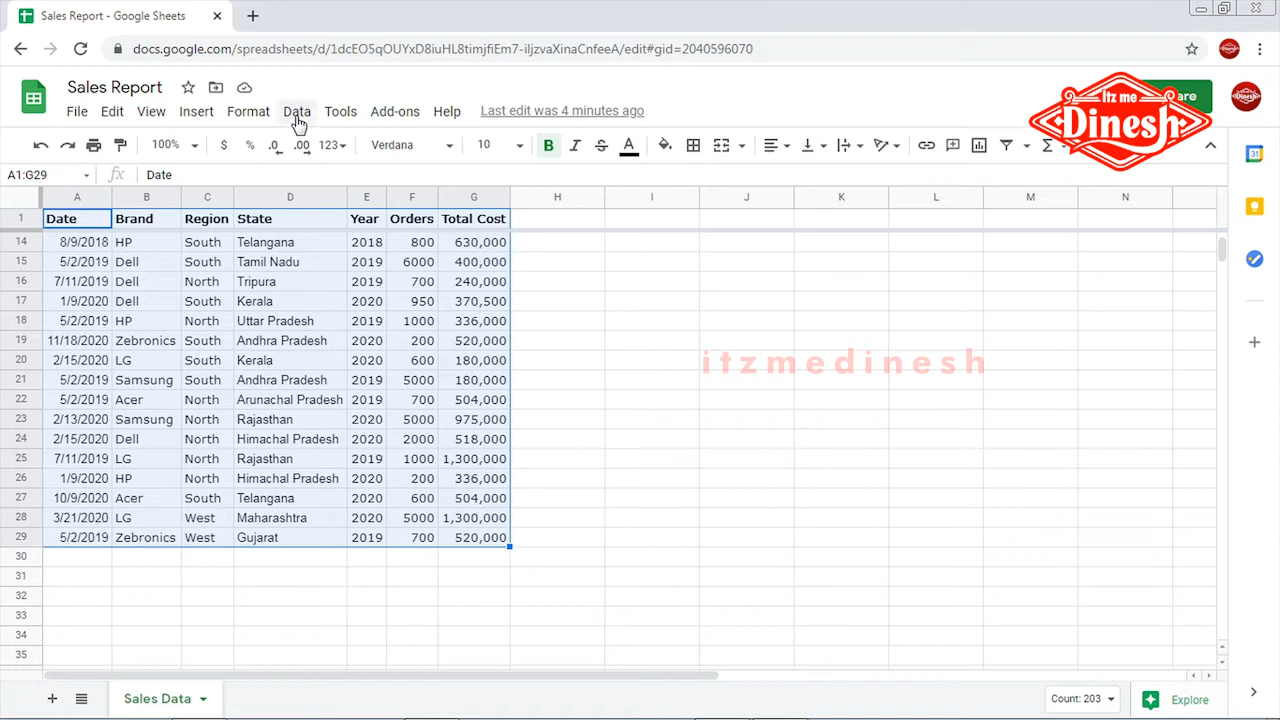 Sales Report - Google Sheets
docs.google.com/spreadsheets/d/1dcEO5qOUYxD8iuHL8timjfiEm7-iljzvaXinaCnfeeA/edit#gid=2040596070
Sales Report
File Edit View Insert Format Data Tools Add-ons Help Last edit was 4 minutes ago
itz me
Dinesh
are
Dinesh
Dinesh
100% $ % .0 .00 123 Verdana 10 B I S A Σ
31
A1:G29 fx Date
A B C D E F G H I J K L M N
1 Date Brand Region State Year Orders Total Cost
14 8/9/2018 HP South Telangana 2018 800 630,000
15 5/2/2019 Dell South Tamil Nadu 2019 6000 400,000
16 7/11/2019 Dell North Tripura 2019 700 240,000
17 1/9/2020 Dell South Kerala 2020 950 370,500
18 5/2/2019 HP North Uttar Pradesh 2019 1000 336,000
19 11/18/2020 Zebronics South Andhra Pradesh 2020 200 520,000
20 2/15/2020 LG South Kerala 2020 600 180,000
21 5/2/2019 Samsung South Andhra Pradesh 2019 5000 180,000
22 5/2/2019 Acer North Arunachal Pradesh 2019 700 504,000
23 2/13/2020 Samsung North Rajasthan 2020 5000 975,000
24 2/15/2020 Dell North Himachal Pradesh 2020 2000 518,000
25 7/11/2019 LG North Rajasthan 2019 1000 1,300,000
26 1/9/2020 HP North Himachal Pradesh 2020 200 336,000
27 10/9/2020 Acer South Telangana 2020 600 504,000
28 3/21/2020 LG West Maharashtra 2020 5000 1,300,000
29 5/2/2019 Zebronics West Gujarat 2019 700 520,000
itzmedinesh
30
31
32
33
34
35
Sales Data Count: 203 Explore